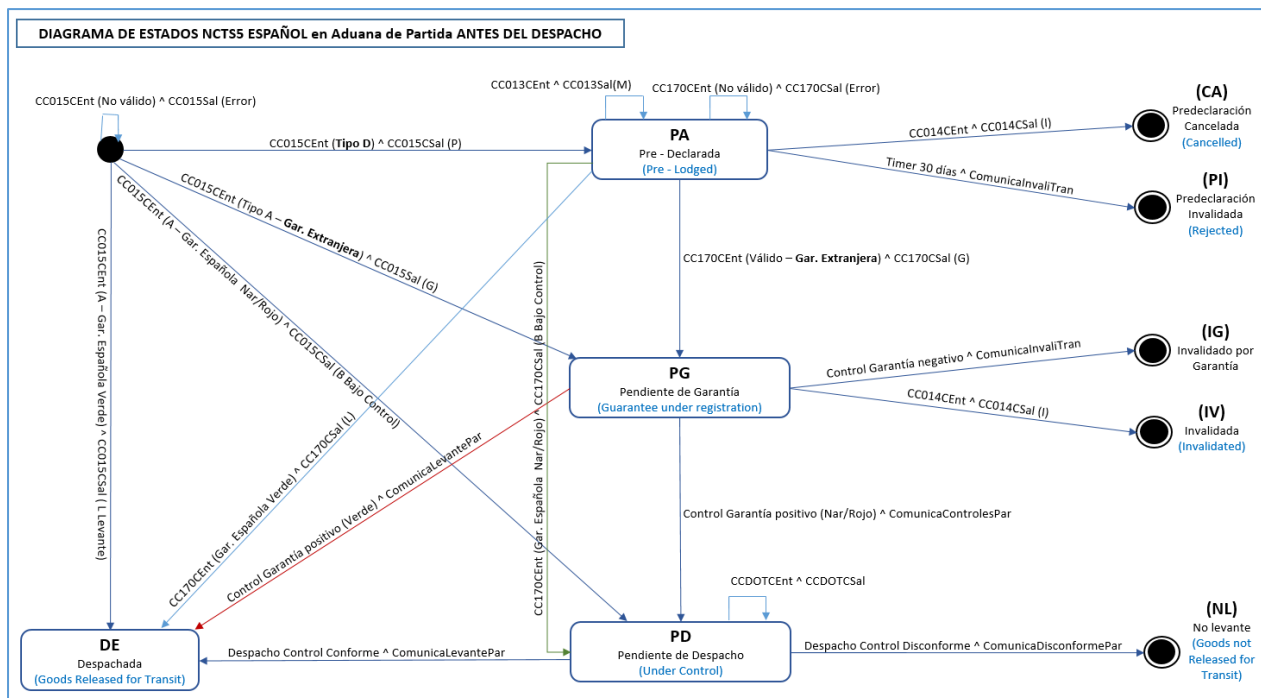 DIAGRAMA DE ESTADOS NCTS5 ESPAÑOL en Aduana de Partida ANTES DEL DESPACHO
CC015CEnt (No válido) ^ CC015Sal (Error)
CC013CEnt ^ CC013Sal(M)
CC170CEnt (No válido) ^ CC170CSal (Error)
CC015CEnt (Tipo D) ^ CC015CSal (P)
PA
Pre - Declarada
(Pre - Lodged)
CC014CEnt ^ CC014CSal (I)
(CA)
Predeclaración
Cancelada
(Cancelled)
Timer 30 días ^ ComunicaInvaliTran
(PI)
Predeclaración
Invalidada
(Rejected)
CC015CEnt (Tipo A – Gar. Extranjera) ^ CC015Sal (G)
CC015CEnt (A – Gar. Española Nar/Rojo) ^ CC015CSal (B Bajo Control)
CC015CEnt (A – Gar. Española Verde) ^ CC015CSal ( L Levante)
CC170CEnt (Válido – Gar. Extranjera) ^ CC170CSal (G)
CC170CEnt (Gar. Española Nar/Rojo) ^ CC170CSal (B Bajo Control)
CC170CEnt (Gar. Española Verde) ^ CC170CSal (L)
PG
Pendiente de Garantía
(Guarantee under registration)
Control Garantía negativo ^ ComunicaInvaliTran
(IG)
Invalidado por
Garantía
CC014CEnt ^ CC014CSal (I)
(IV)
Invalidada
(Invalidated)
Control Garantía positivo (Verde) ^ ComunicaLevantePar
Control Garantía positivo (Nar/Rojo) ^ ComunicaControlesPar
CCDOTCEnt ^ CCDOTCSal
DE
Despachada
(Goods Released for Transit)
Despacho Control Conforme ^ ComunicaLevantePar
PD
Pendiente de Despacho
(Under Control)
Despacho Control Disconforme ^ ComunicaDisconformePar
(NL)
No levante
(Goods not
Released for
Transit)